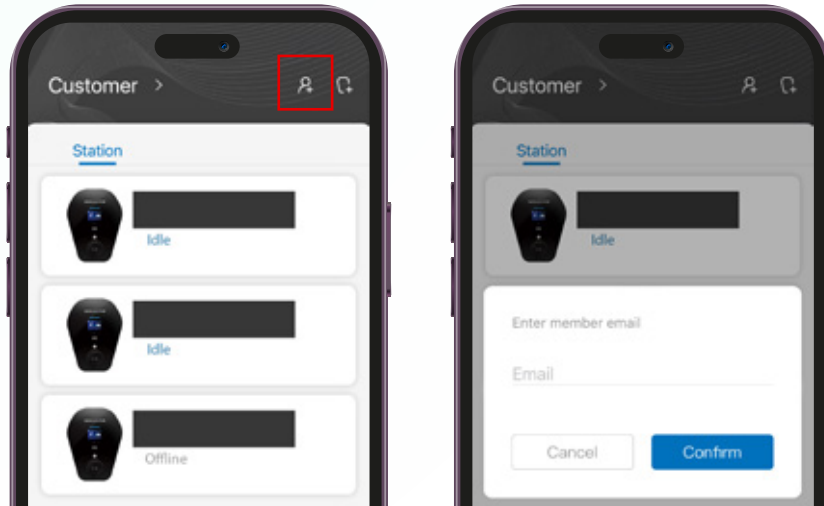 Customer >
Station
Idle
Idle
Offline
Customer >
Station
Idle
Enter member email
Email
Cancel
Confirm